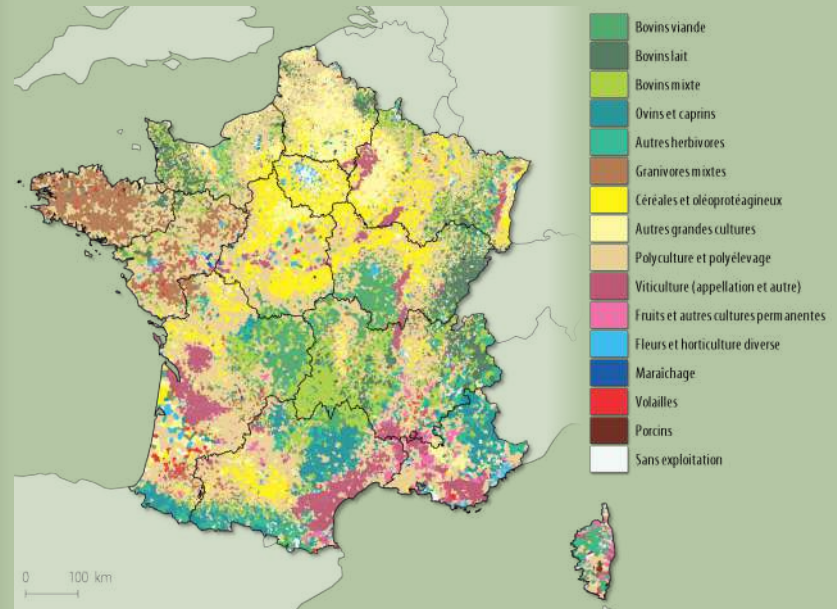 Bovins viande
Bovins lait
Bovins mixte
Ovins et caprins
Autres herbivores
Granivores mixtes
Céréales et oléoprotéagineux
Autres grandes cultures
Polyculture et polyélevage
Viticulture (appellation et autre)
Fruits et autres cultures permanentes
Fleurs et horticulture diverse
Maraîchage
Volailles
Porcins
Sans exploitation
0 100 km